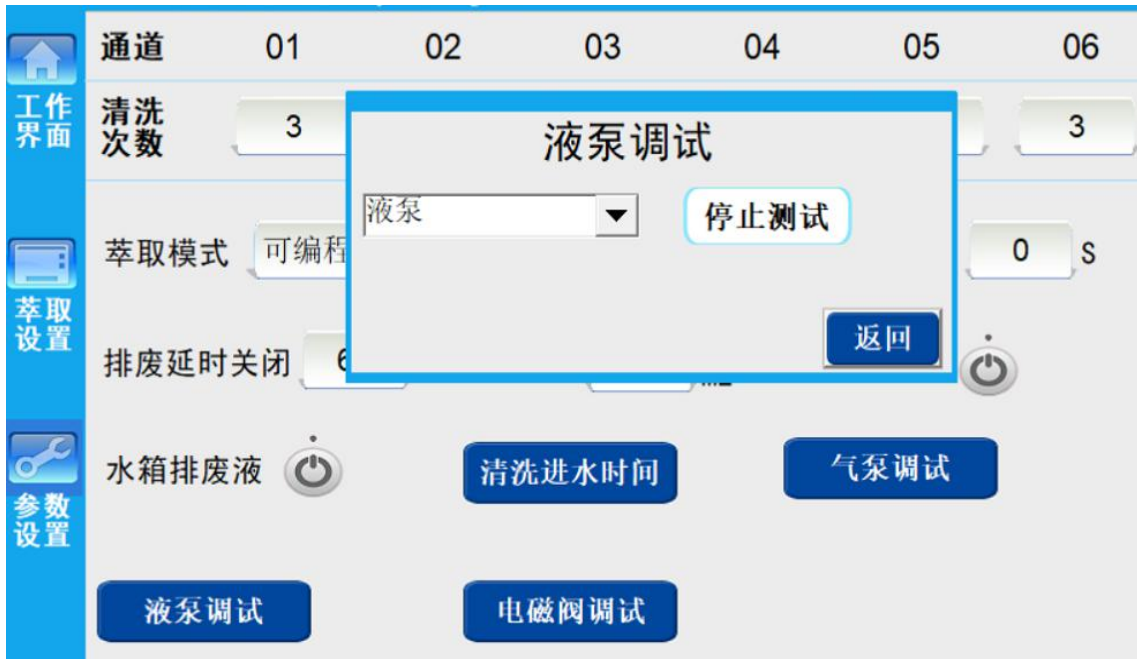 通道 01 02 03 04 05 06
工作
界面
清洗
次数
3
3
液泵调试
液泵
停止测试
萃取模式 可编程
0 S
返回
萃取
设置
排废延时关闭
水箱排废液
清洗进水时间
气泵调试
参数
设置
液泵调试
电磁阀调试